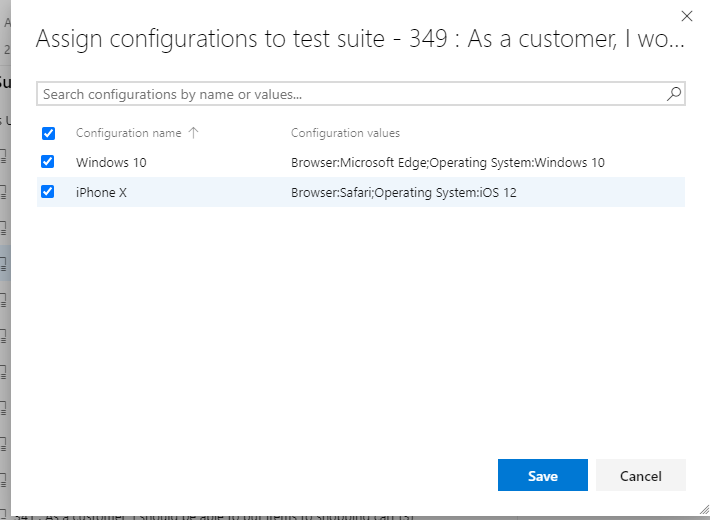 Assign configurations to test suite - 349 : As a customer, I wo...
Search configurations by name or values...
Configuration name Configuration values
Windows 10 Browser:Microsoft Edge;Operating System:Windows 10
iPhone X Browser:Safari;Operating System:iOS 12
Save Cancel